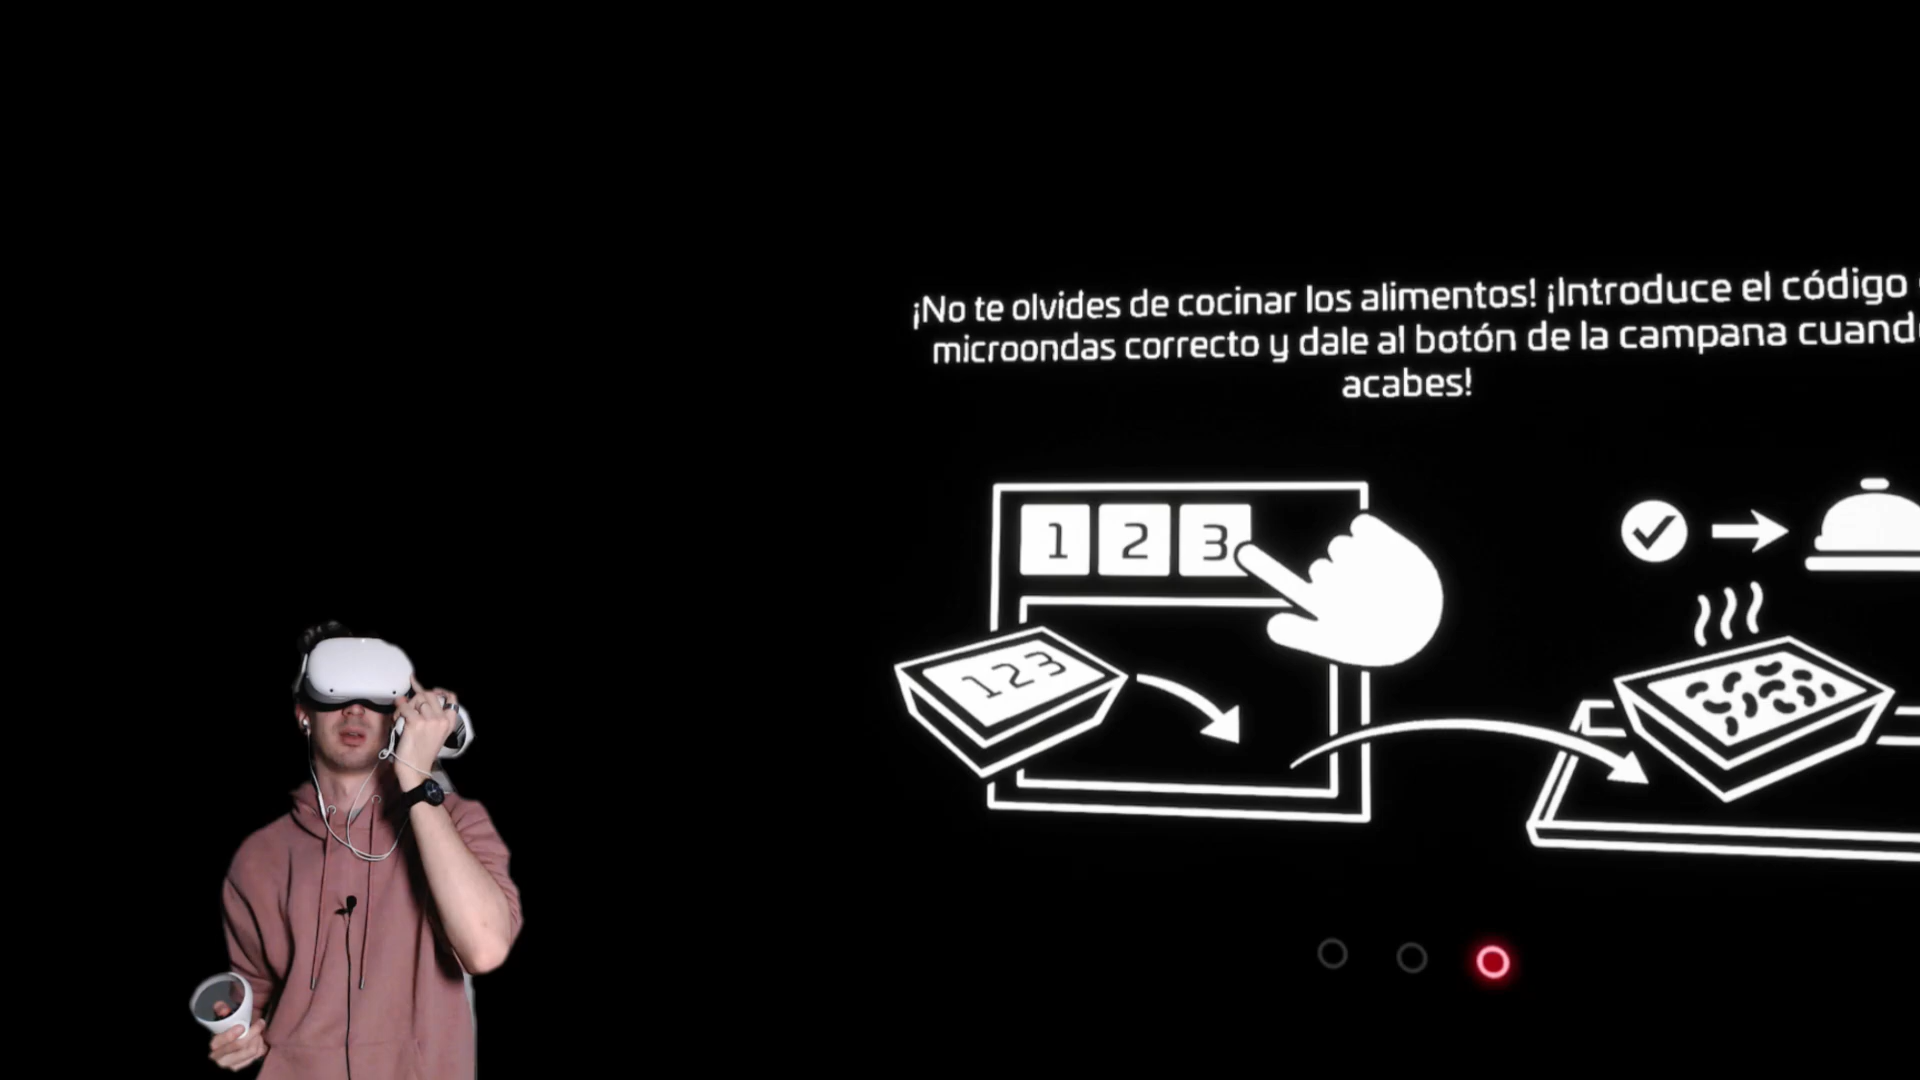 ¡No te olvides de cocinar los alimentos! ¡Introduce el código
microondas correcto y dale al botón de la campana
acabes!
1 2 3
123